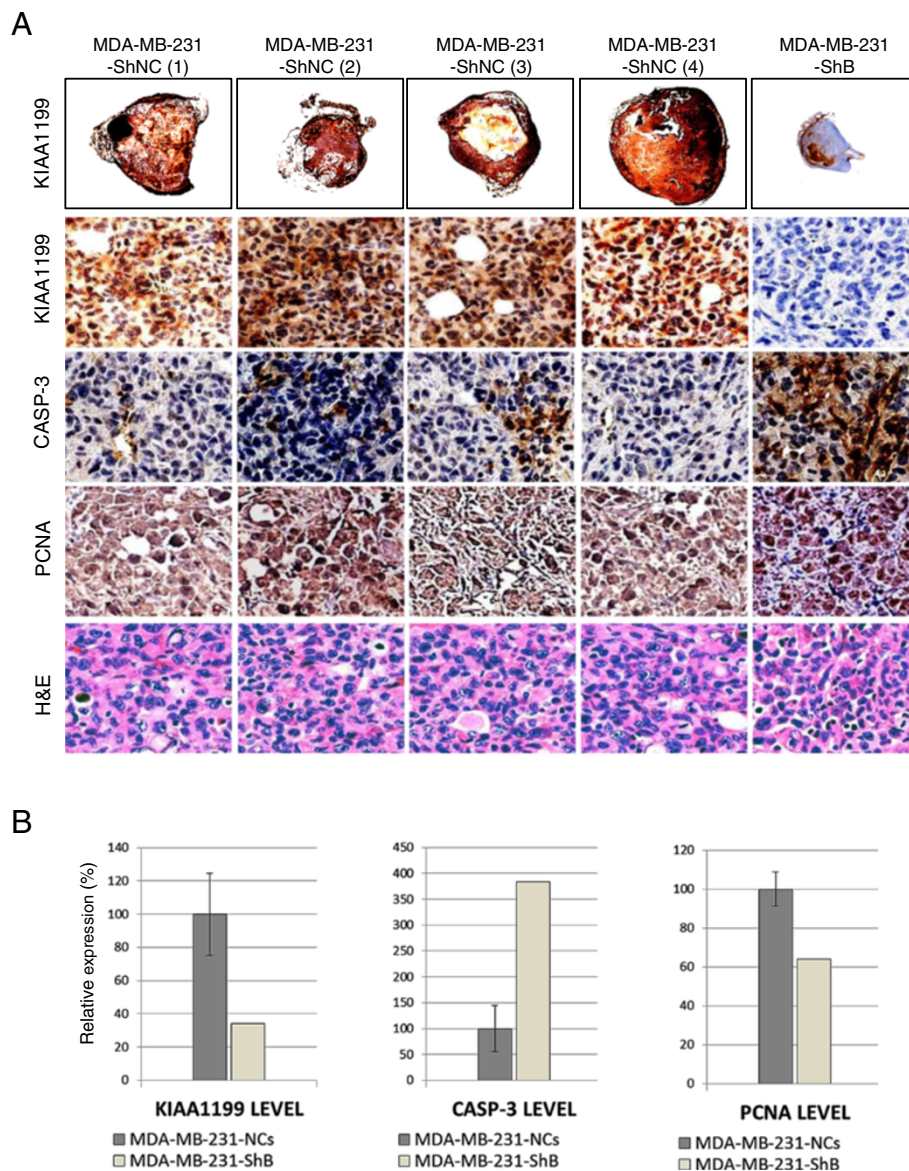 A
MDA-MB-231 -ShNC (1)
MDA-MB-231 -ShNC (2)
MDA-MB-231 -ShNC (3)
MDA-MB-231 -ShNC (4)
MDA-MB-231 -ShB
KIAA1199
KIAA1199
CASP-3
PCNA
H&E
B
Relative expression (%)
140
120
100
80
60
40
20
0
KIAA1199 LEVEL
MDA-MB-231-NCs
MDA-MB-231-ShB
450
400
350
300
250
200
150
100
50
0
CASP-3 LEVEL
MDA-MB-231-NCs
MDA-MB-231-ShB
120
100
80
60
40
20
0
PCNA LEVEL
MDA-MB-231-NCs
MDA-MB-231-ShB